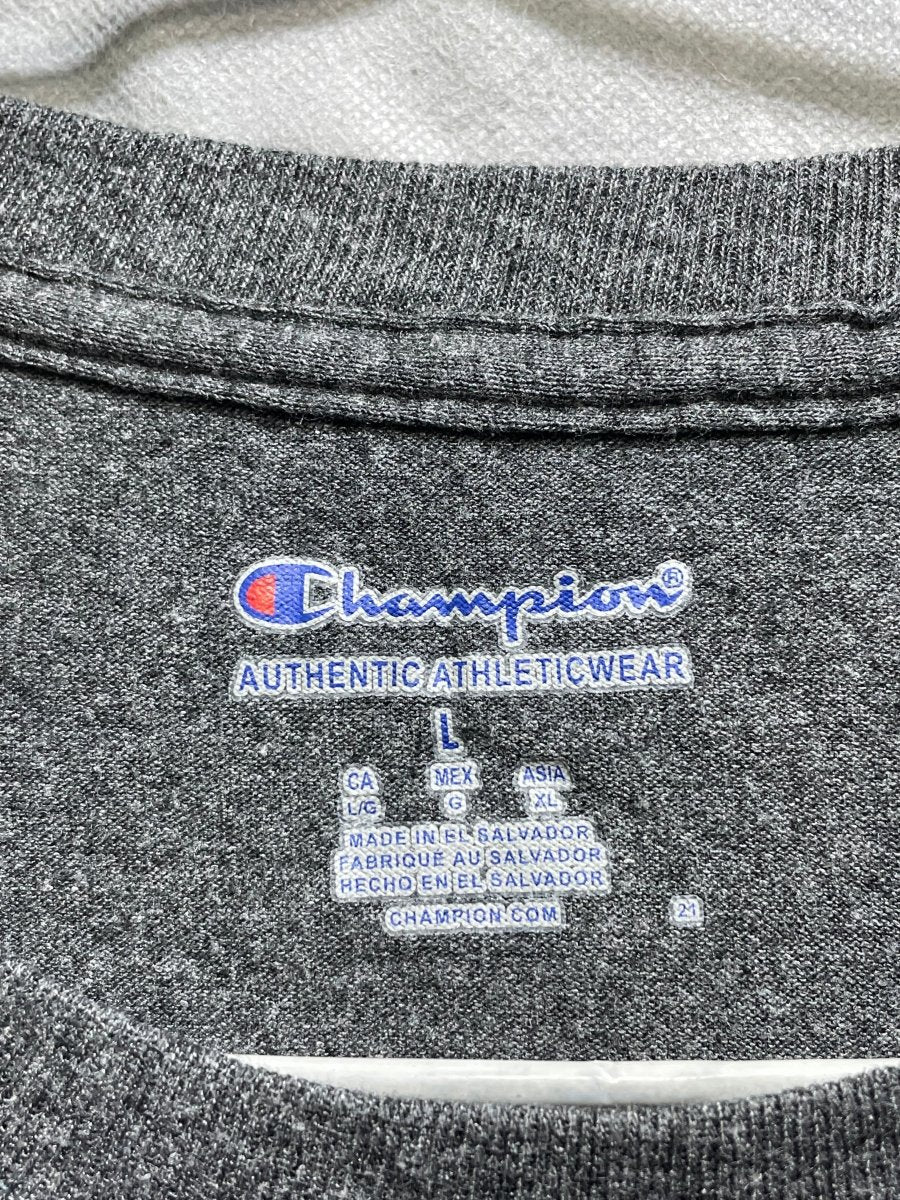 Champion®
AUTHENTIC ATHLETICWEAR
L
CA MEX ASIA
L/G G XL
MADE IN EL SALVADOR
FABRIQUÉ AU SALVADOR
HECHO EN EL SALVADOR
CHAMPION.COM
21